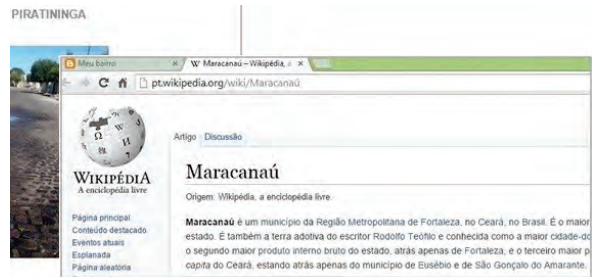 PIRATININGA
Meu bairro
W Maracanaú – Wikipédia, a
pt.wikipedia.org/wiki/Maracanaú
Artigo Discussão
WIKIPÉDIA
A enciclopédia livre
Maracanaú
Origem: Wikipédia, a enciclopédia livre.
Página principal
Conteúdo destacado
Eventos atuais
Esplanada
Página aleatória
Maracanaú é um município da Região Metropolitana de Fortaleza, no Ceará, no Brasil. É o maior
estado. É também a terra adotiva do escritor Rodolfo Teófilo e conhecida como a maior cidade-do
o segundo maior produto interno bruto do estado, atrás apenas de Fortaleza, e o terceiro maior p
capita do Ceará, estando atrás apenas do município de Eusébio e de São Gonçalo do Amarante.